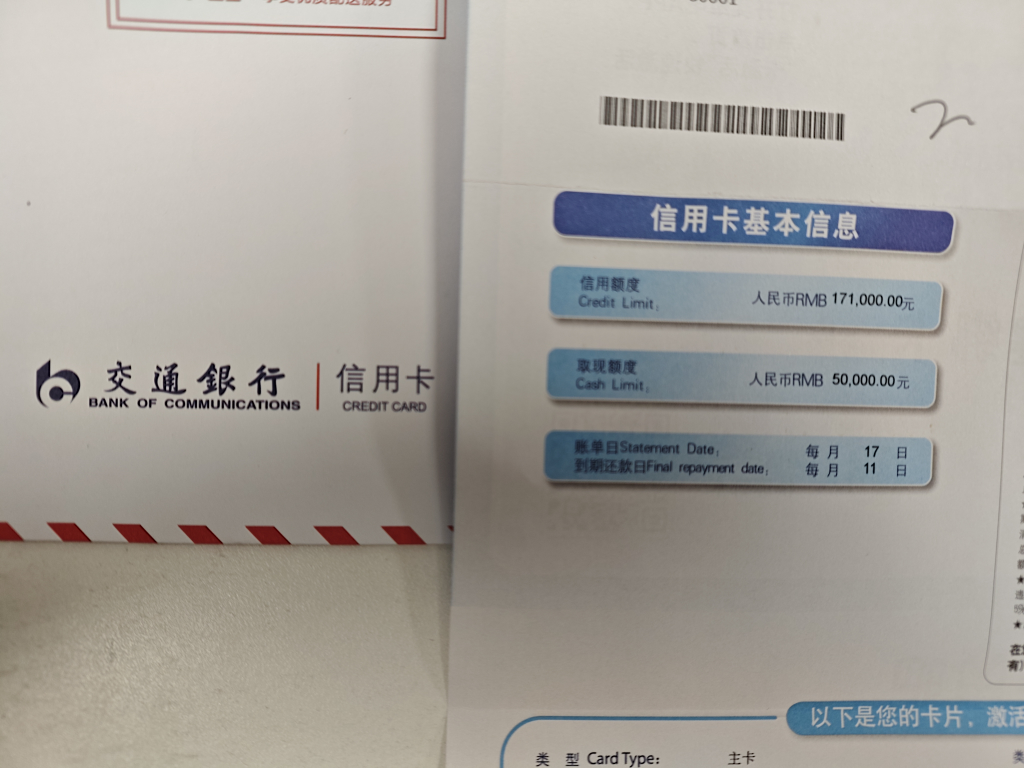 交通銀行
BANK OF COMMUNICATIONS
信用卡
CREDIT CARD
信用卡基本信息
信用额度
Credit Limit:
人民币RMB 171,000.00元
取现额度
Cash Limit:
人民币RMB 50,000.00元
账单日Statement Date: 每 月 17 日
到期还款日Final repayment date: 每 月 11 日
以下是您的卡片，激活
类 型 Card Type: 主卡